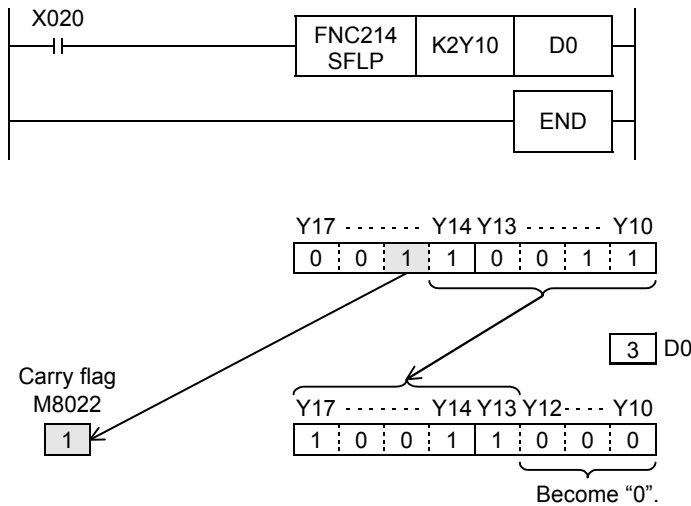 X020
FNC214
SFLP
K2Y10
D0
END
Y17 ------- Y14 Y13 ------- Y10
0 0 1 1 0 0 1 1
3 D0
Carry flag
M8022
1
Y17 ------- Y14 Y13 Y12---- Y10
1 0 0 1 1 0 0 0
Become “0”.